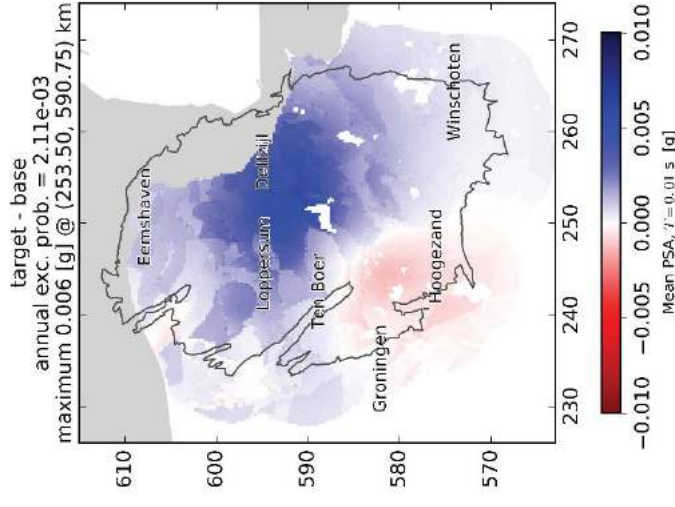 target - base
annual exc. prob. = 2.11e-03
maximum 0.006 [g] @ (253.50, 590.75) km
Eemshaven
Delfzijl
Loppersum
Ten Boer
Groningen
Hoogezand
Winschoten
610
600
590
580
570
230
240
250
260
270
−0.010
−0.005
0.000
0.005
0.010
Mean PSA, T = 0.01 s [g]